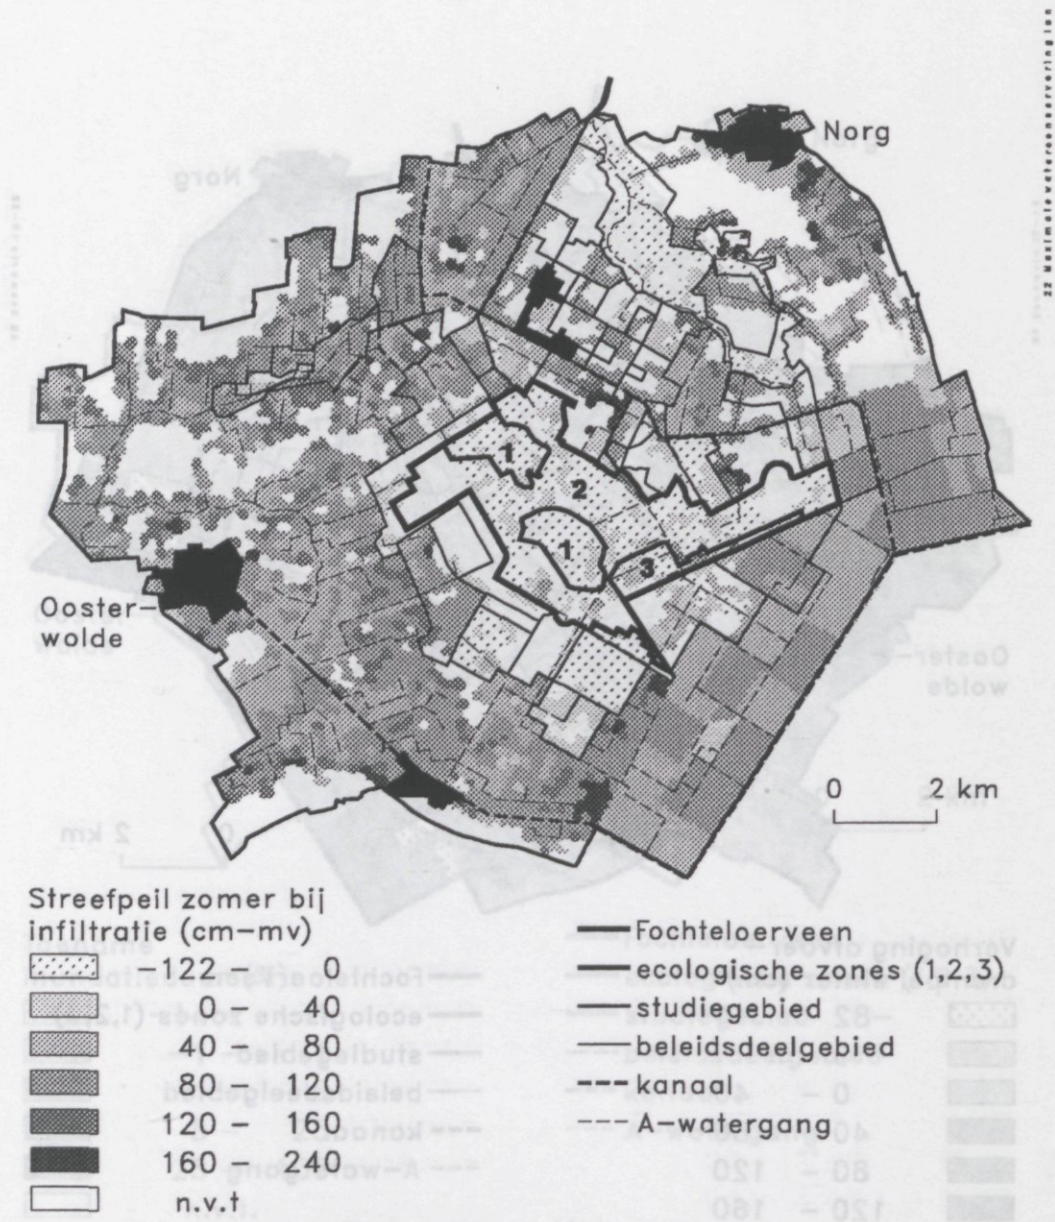 Norg
1
2
1
3
Ooster-
wolde
0 2 km
Streefpeil zomer bij
infiltratie (cm-mv)
-122 - 0
0 - 40
40 - 80
80 - 120
120 - 160
160 - 240
n.v.t
Fochteloërveen
ecologische zones (1,2,3)
studiegebied
beleidsdeelgebied
kanaal
A-watergang